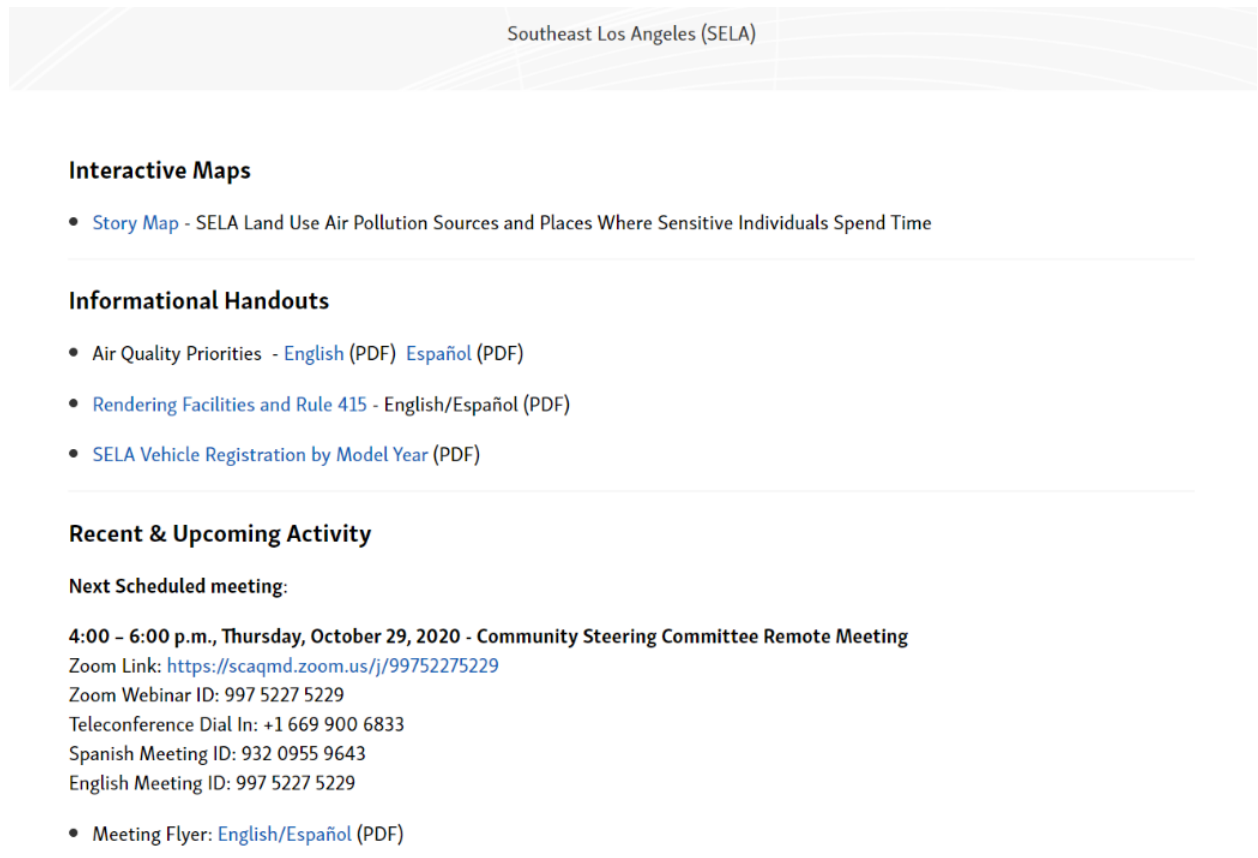 Southeast Los Angeles (SELA)
Interactive Maps
• Story Map - SELA Land Use Air Pollution Sources and Places Where Sensitive Individuals Spend Time
Informational Handouts
• Air Quality Priorities - English (PDF) Español (PDF)
• Rendering Facilities and Rule 415 - English/Español (PDF)
• SELA Vehicle Registration by Model Year (PDF)
Recent & Upcoming Activity
Next Scheduled meeting:
4:00 – 6:00 p.m., Thursday, October 29, 2020 - Community Steering Committee Remote Meeting
Zoom Link: https://scaqmd.zoom.us/j/99752275229
Zoom Webinar ID: 997 5227 5229
Teleconference Dial In: +1 669 900 6833
Spanish Meeting ID: 932 0955 9643
English Meeting ID: 997 5227 5229
• Meeting Flyer: English/Español (PDF)